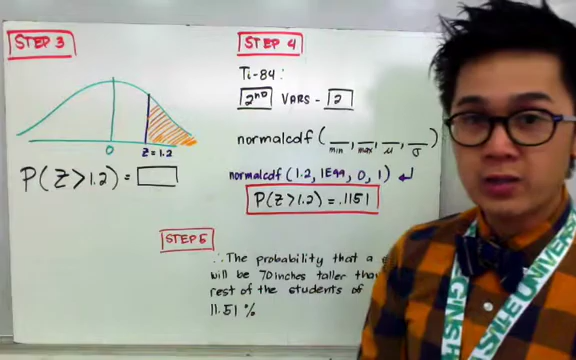 STEP 3
0
Z = 1.2
P(Z > 1.2) =
STEP 4
Ti-84:
2nd VARS - 2
normalcdf ( , , , )
min max μ σ
normalcdf (1.2, 1E99, 0, 1) ↵
P(Z > 1.2) = .1151
STEP 5
∴ The probability that a
will be 70 inches taller than
rest of the students of
11.51 %
UNIVERSI